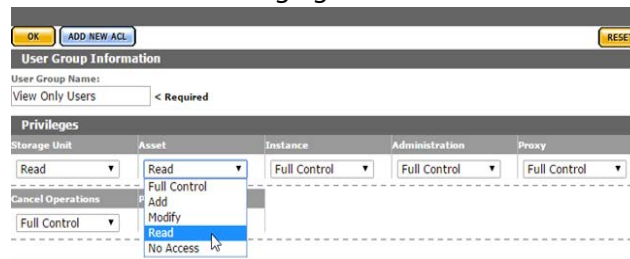 OK ADD NEW ACL RESET
User Group Information
User Group Name:
View Only Users < Required
Privileges
Storage Unit Asset Instance Administration Proxy
Read Read Full Control Full Control Full Control
Cancel Operations
Full Control
Full Control
Add
Modify
Read
No Access